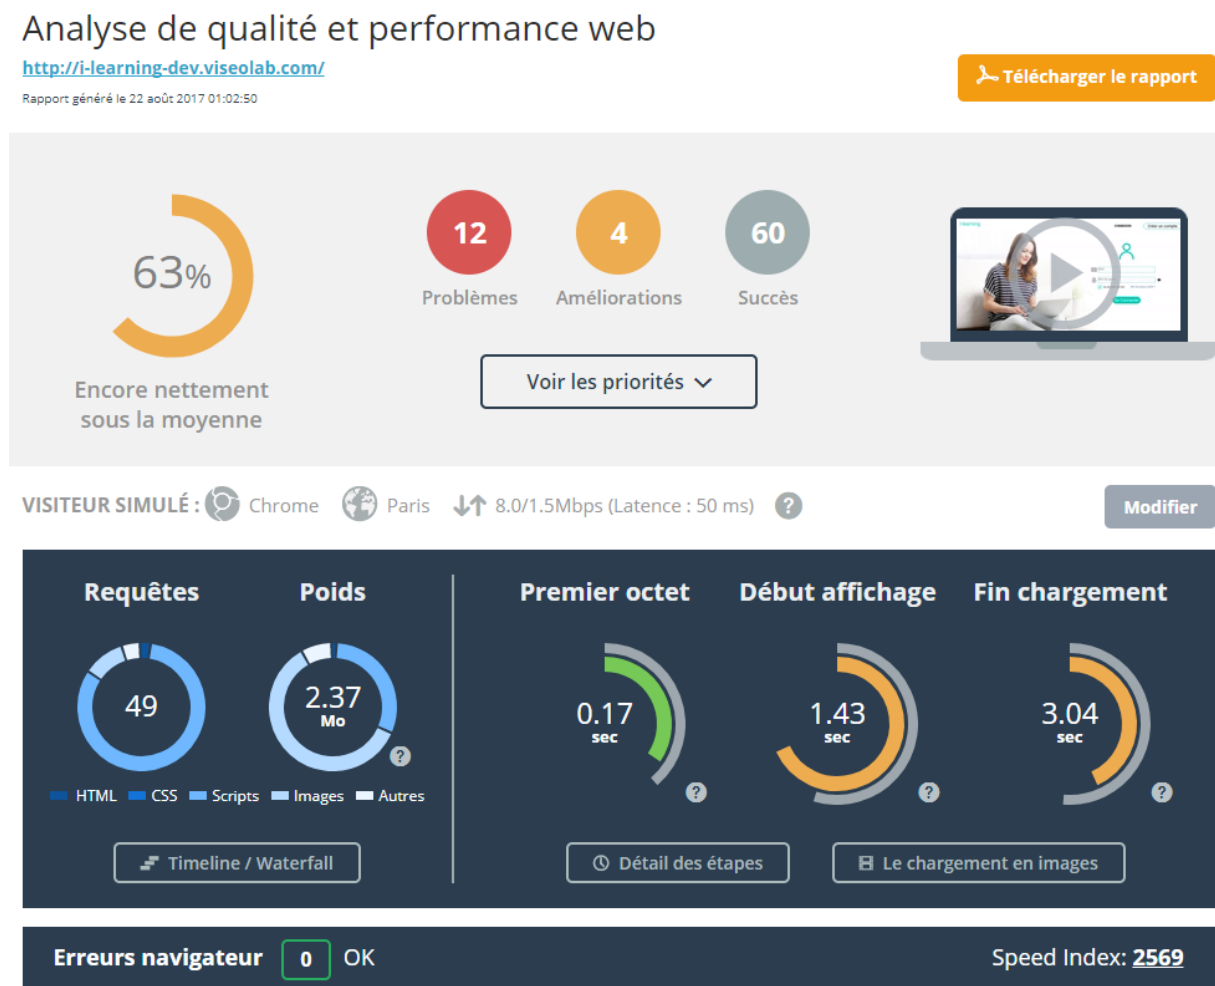 Analyse de qualité et performance web
http://i-learning-dev.viseolab.com/
Rapport généré le 22 août 2017 01:02:50
Télécharger le rapport
63%
Encore nettement
sous la moyenne
12
Problèmes
4
Améliorations
60
Succès
Voir les priorités
VISITEUR SIMULÉ : Chrome Paris 8.0/1.5Mbps (Latence : 50 ms) ?
Modifier
Requêtes
49
Poids
2.37
Mo
?
HTML CSS Scripts Images Autres
Timeline / Waterfall
Premier octet
0.17
sec
?
Début affichage
1.43
sec
?
Fin chargement
3.04
sec
?
Détail des étapes
Le chargement en images
Erreurs navigateur 0 OK
Speed Index: 2569